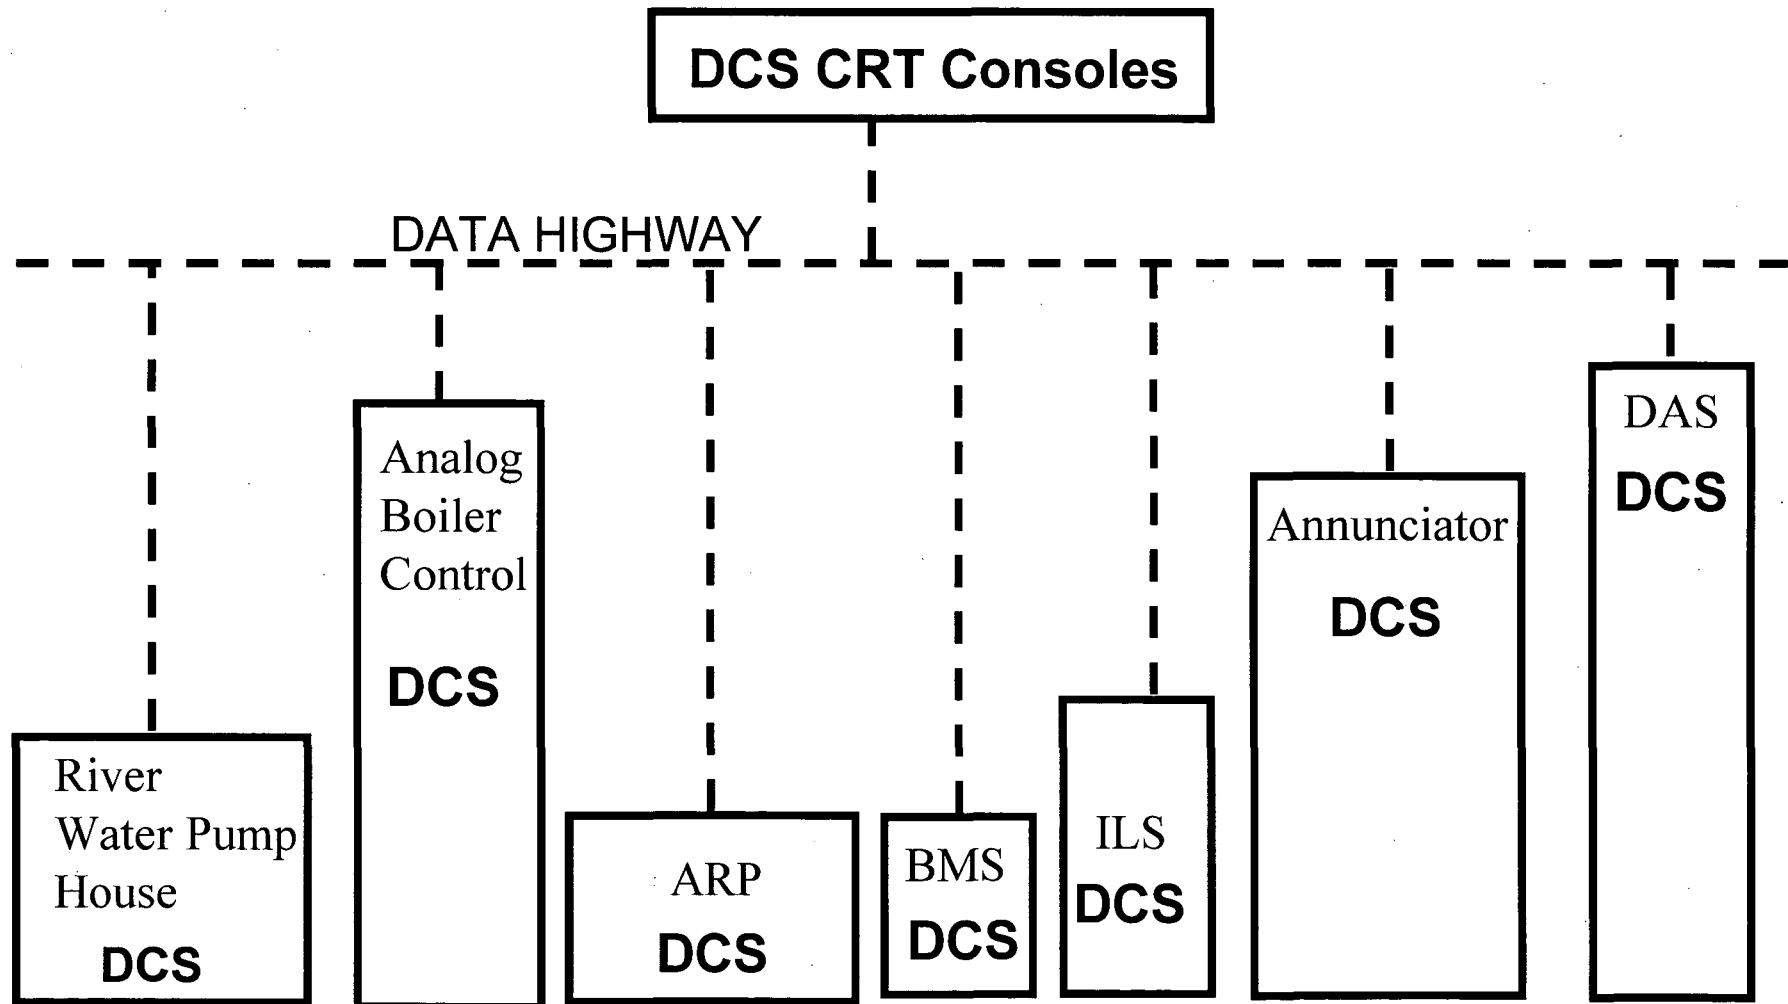 DCS CRT Consoles
DATA HIGHWAY
River
Water Pump
House
DCS
Analog
Boiler
Control
DCS
ARP
DCS
BMS
DCS
ILS
DCS
Annunciator
DCS
DAS
DCS